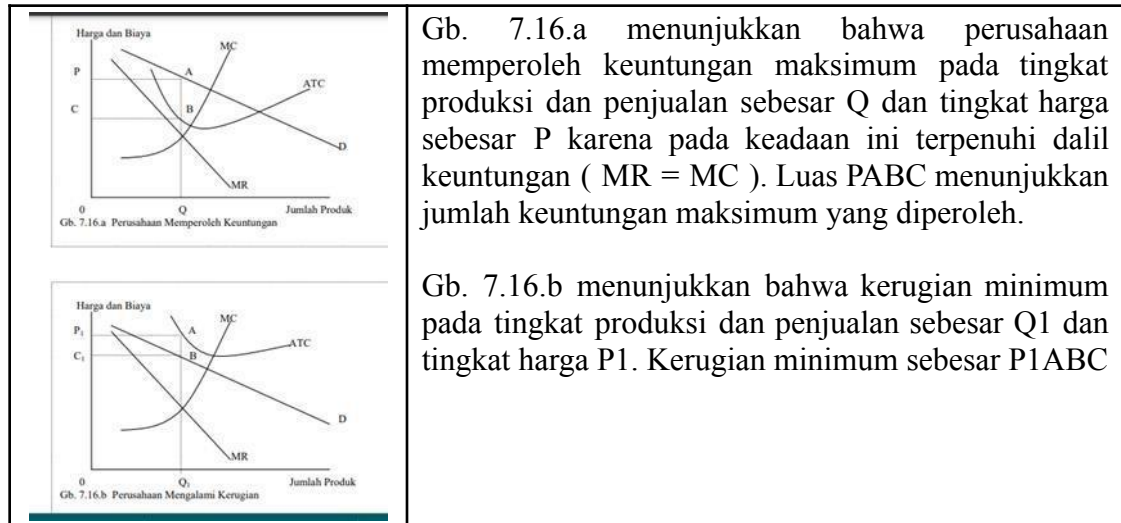 Harga dan Biaya
MC
P
A
ATC
C
B
D
MR
0
Q
Jumlah Produk
Gb. 7.16.a Perusahaan Memperoleh Keuntungan
Harga dan Biaya
MC
P₁
A
ATC
C₁
B
D
MR
0
Q₁
Jumlah Produk
Gb. 7.16.b Perusahaan Mengalami Kerugian
Gb. 7.16.a menunjukkan bahwa perusahaan
memperoleh keuntungan maksimum pada tingkat
produksi dan penjualan sebesar Q dan tingkat harga
sebesar P karena pada keadaan ini terpenuhi dalil
keuntungan ( MR = MC ). Luas PABC menunjukkan
jumlah keuntungan maksimum yang diperoleh.
Gb. 7.16.b menunjukkan bahwa kerugian minimum
pada tingkat produksi dan penjualan sebesar Q1 dan
tingkat harga P1. Kerugian minimum sebesar P1ABC